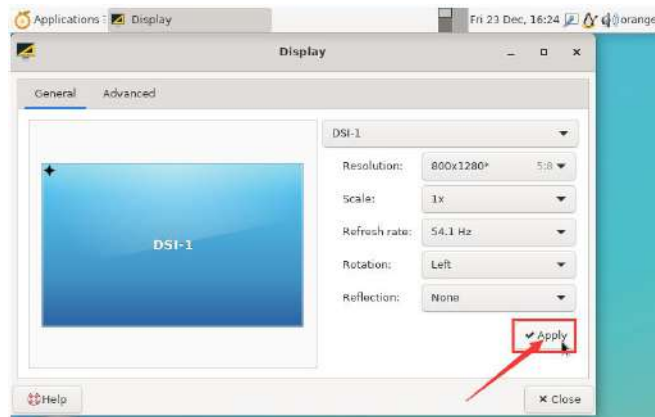 Applications Display Fri 23 Dec, 16:24 orange
Display
General Advanced
DSI-1
Resolution: 800x1280* 5:8
Scale: 1x
Refresh rate: 54.1 Hz
DSI-1
Rotation: Left
Reflection: None
Apply
Help Close